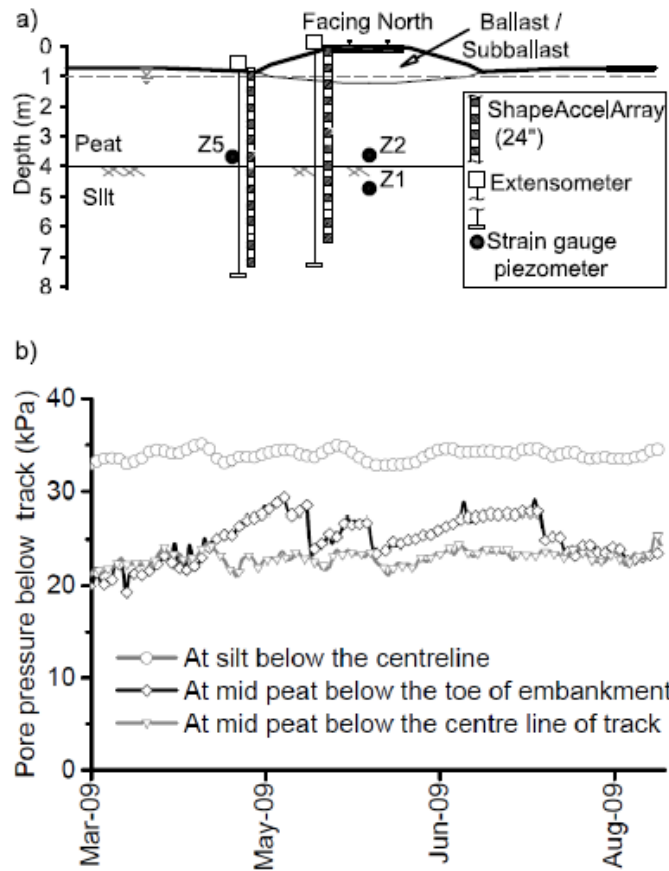 a)
Facing North
Ballast /
Subballast
Depth (m)
0
1
2
3
4
5
6
7
8
Peat
Silt
Z5
Z2
Z1
ShapeAccelArray
(24")
Extensometer
Strain gauge
piezometer
b)
Pore pressure below track (kPa)
40
30
20
10
0
At silt below the centreline
At mid peat below the toe of embankment
At mid peat below the centre line of track
Mar-09
May-09
Jun-09
Aug-09